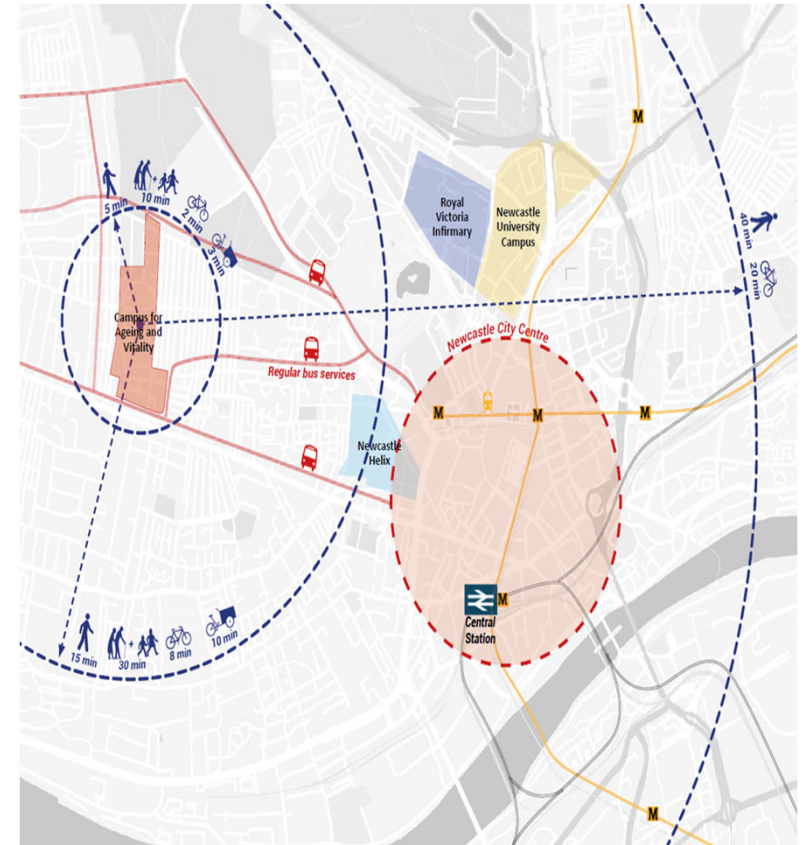 M
Royal
Victoria
Infirmary
Newcastle
University
Campus
5 min
10 min
2 min
3 min
40 min
20 min
Campus for
Ageing and
Vitality
Newcastle City Centre
Regular bus services
M
M
M
Newcastle
Helix
M
Central
Station
15 min
+
30 min
+
8 min
10 min
M